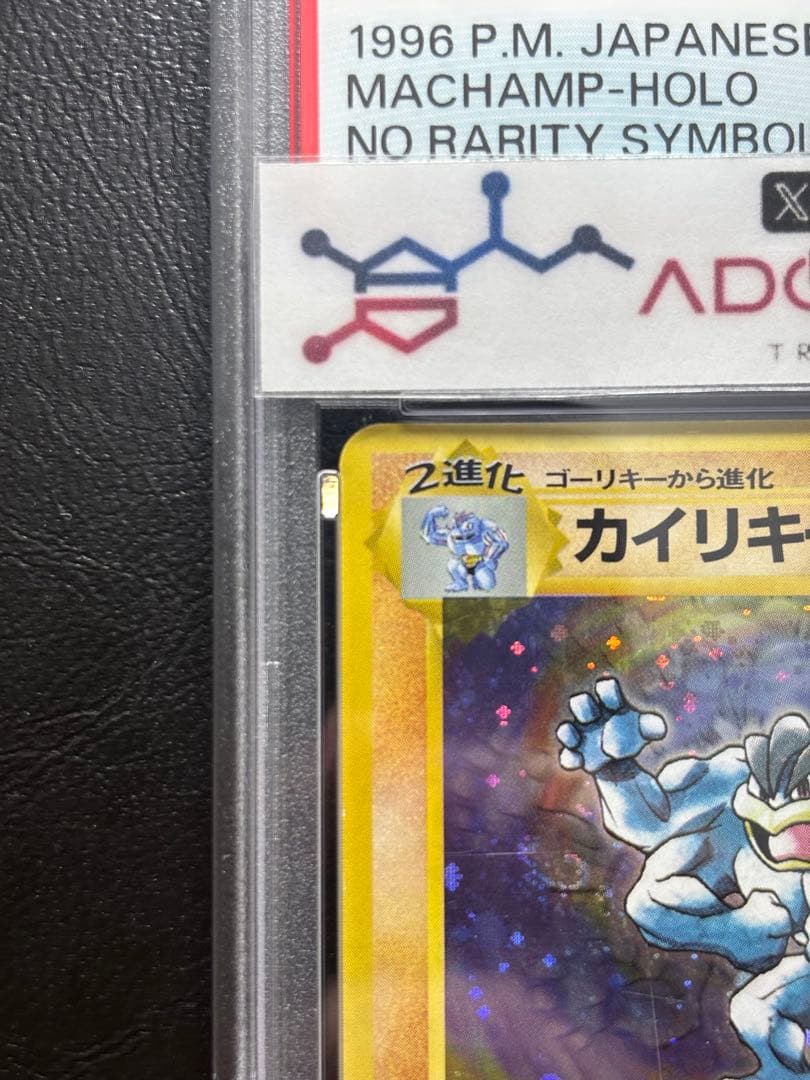 1996 P.M. JAPANESE
MACHAMP-HOLO
NO RARITY SYMBOL
X
2進化
ゴーリキーから進化
カイリキー